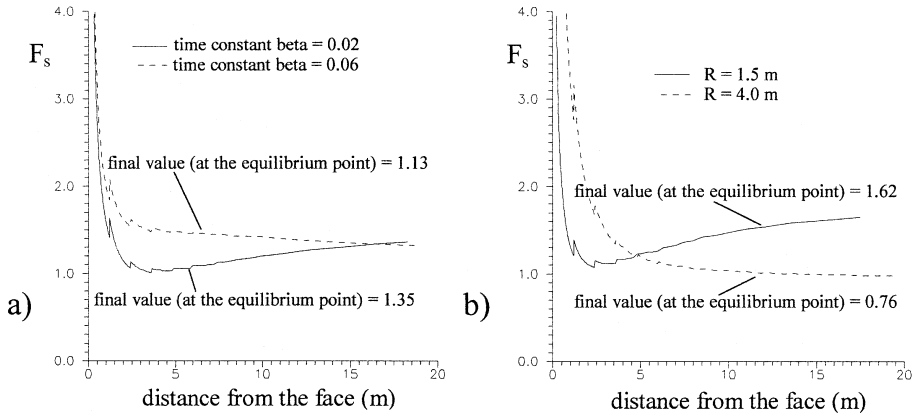 4.0
F_s
time constant beta = 0.02
time constant beta = 0.06
3.0
final value (at the equilibrium point) = 1.13
2.0
1.0
final value (at the equilibrium point) = 1.35
a)
0.0
0 5 10 15 20
distance from the face (m)
4.0
F_s
R = 1.5 m
R = 4.0 m
3.0
final value (at the equilibrium point) = 1.62
2.0
1.0
final value (at the equilibrium point) = 0.76
b)
0.0
0 5 10 15 20
distance from the face (m)